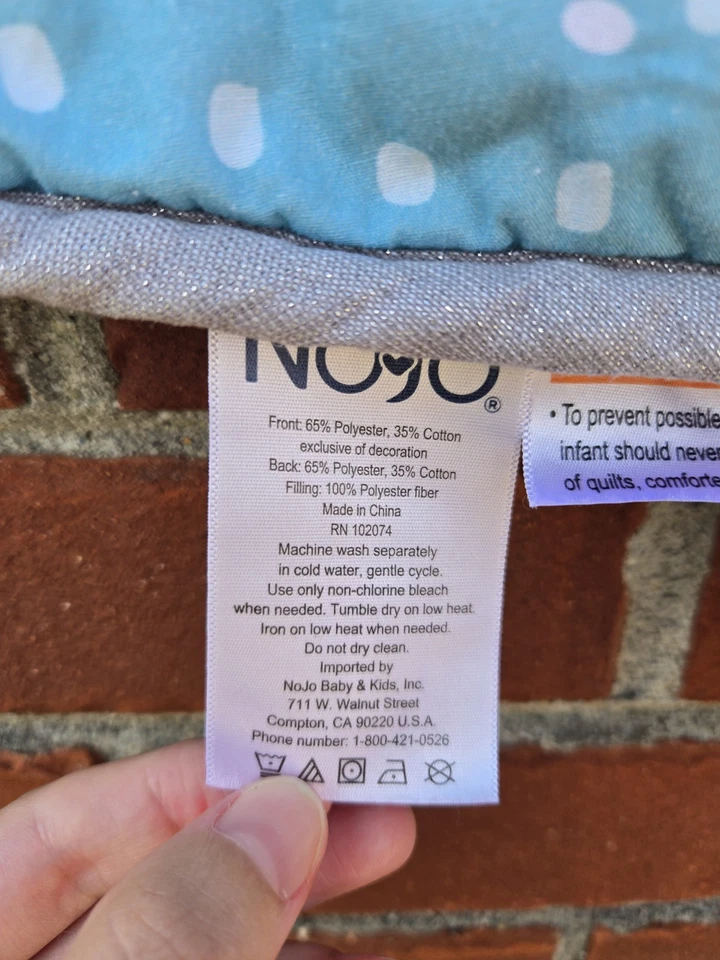 NoJo®
Front: 65% Polyester, 35% Cotton
exclusive of decoration
Back: 65% Polyester, 35% Cotton
Filling: 100% Polyester fiber
Made in China
RN 102074
Machine wash separately
in cold water, gentle cycle.
Use only non-chlorine bleach
when needed. Tumble dry on low heat.
Iron on low heat when needed.
Do not dry clean.
Imported by
NoJo Baby & Kids, Inc.
711 W. Walnut Street
Compton, CA 90220 U.S.A.
Phone number: 1-800-421-0526
• To prevent possible
infant should never
of quilts, comforte